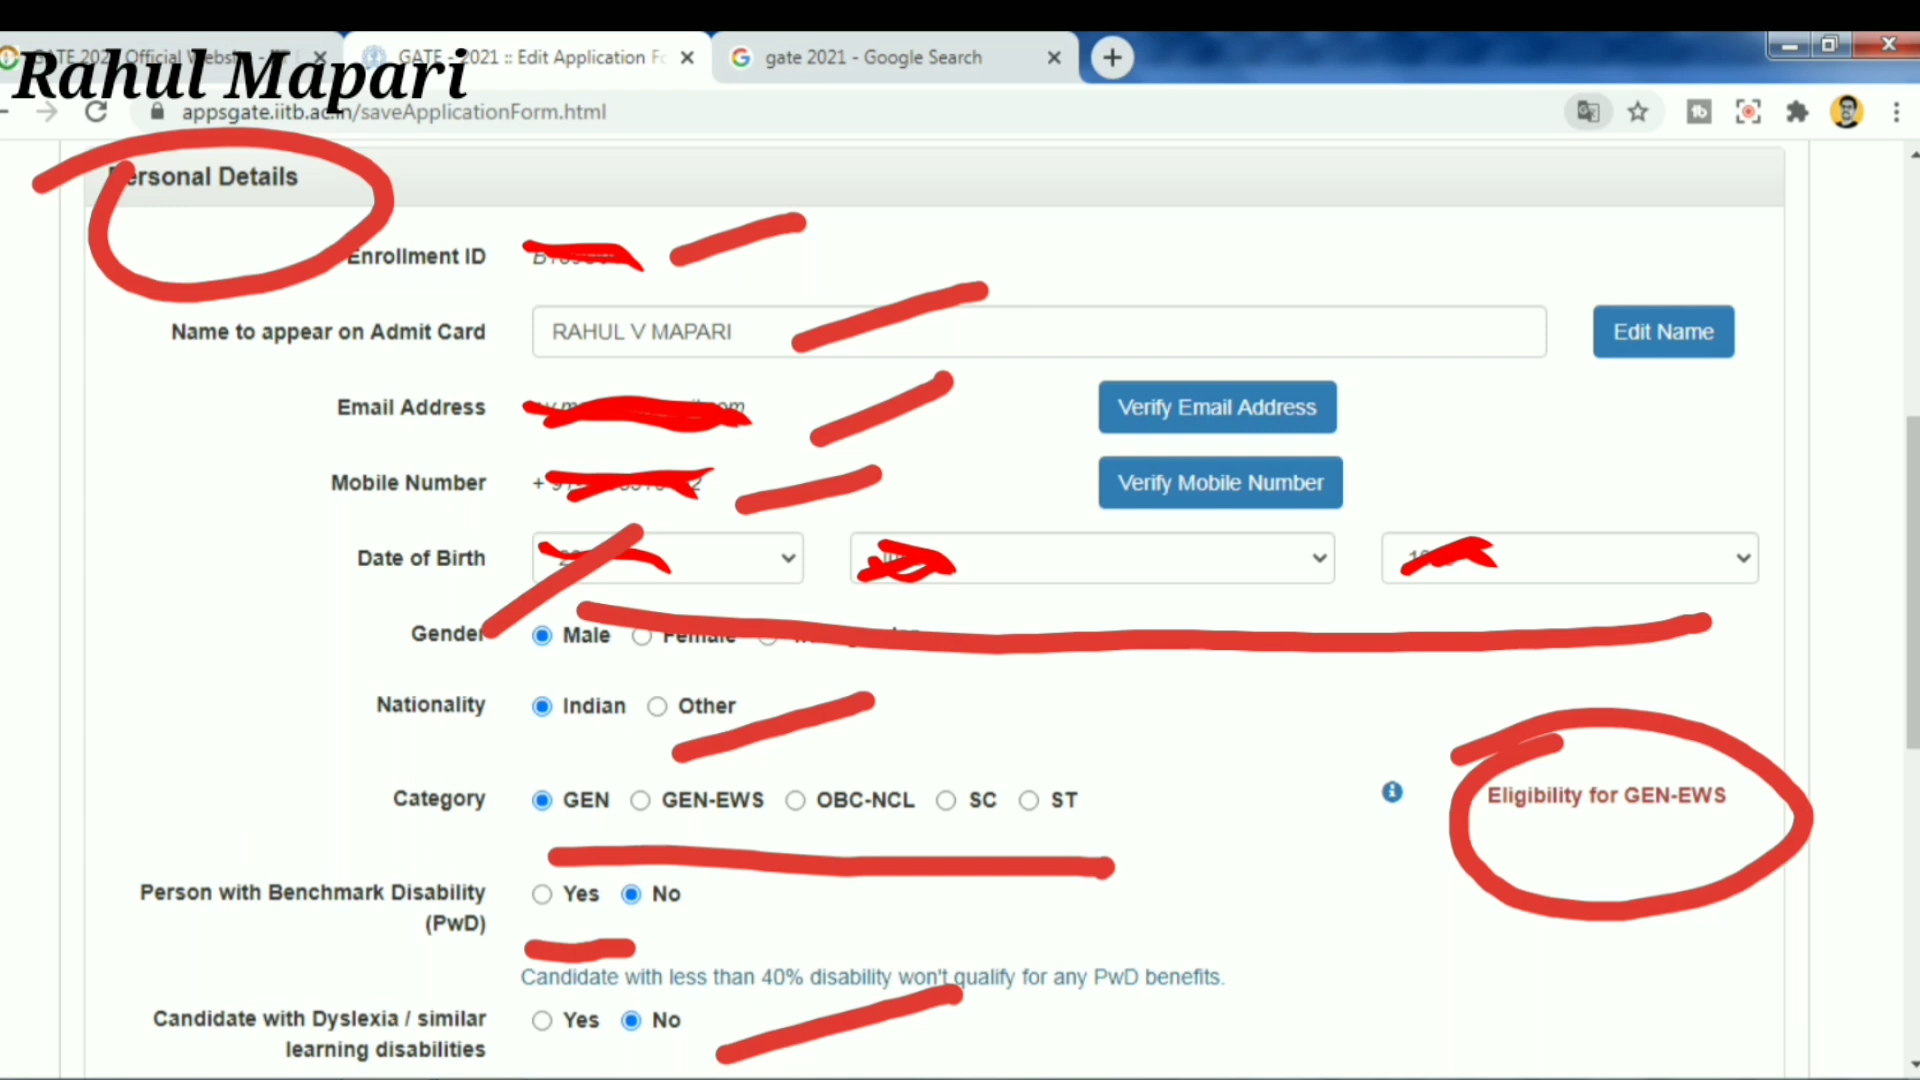 Rahul Mapari
GATE - 2021 :: Edit Application Fo
gate 2021 - Google Search
appsgate.iitb.ac.in/saveApplicationForm.html
Personal Details
Enrollment ID
Name to appear on Admit Card RAHUL V MAPARI Edit Name
Email Address Verify Email Address
Mobile Number + Verify Mobile Number
Date of Birth
Gender Male Female
Nationality Indian Other
Category GEN GEN-EWS OBC-NCL SC ST Eligibility for GEN-EWS
Person with Benchmark Disability Yes No
(PwD)
Candidate with less than 40% disability won't qualify for any PwD benefits.
Candidate with Dyslexia / similar Yes No
learning disabilities